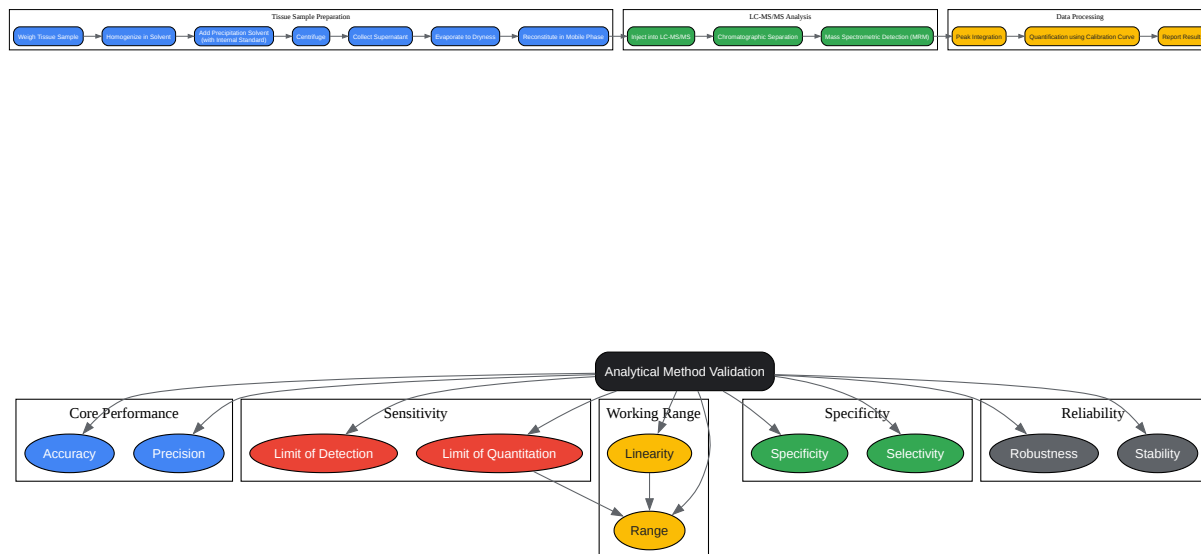 Tissue Sample Preparation
LC-MS/MS Analysis
Data Processing
Weigh Tissue Sample
Homogenize in Solvent
Add Precipitation Solvent
(with Internal Standard)
Centrifuge
Collect Supernatant
Evaporate to Dryness
Reconstitute in Mobile Phase
Inject into LC-MS/MS
Chromatographic Separation
Mass Spectrometric Detection (MRM)
Peak Integration
Quantification using Calibration Curve
Report Result
Analytical Method Validation
Core Performance
Sensitivity
Working Range
Specificity
Reliability
Accuracy
Precision
Limit of Detection
Limit of Quantitation
Linearity
Specificity
Selectivity
Robustness
Stability
Range